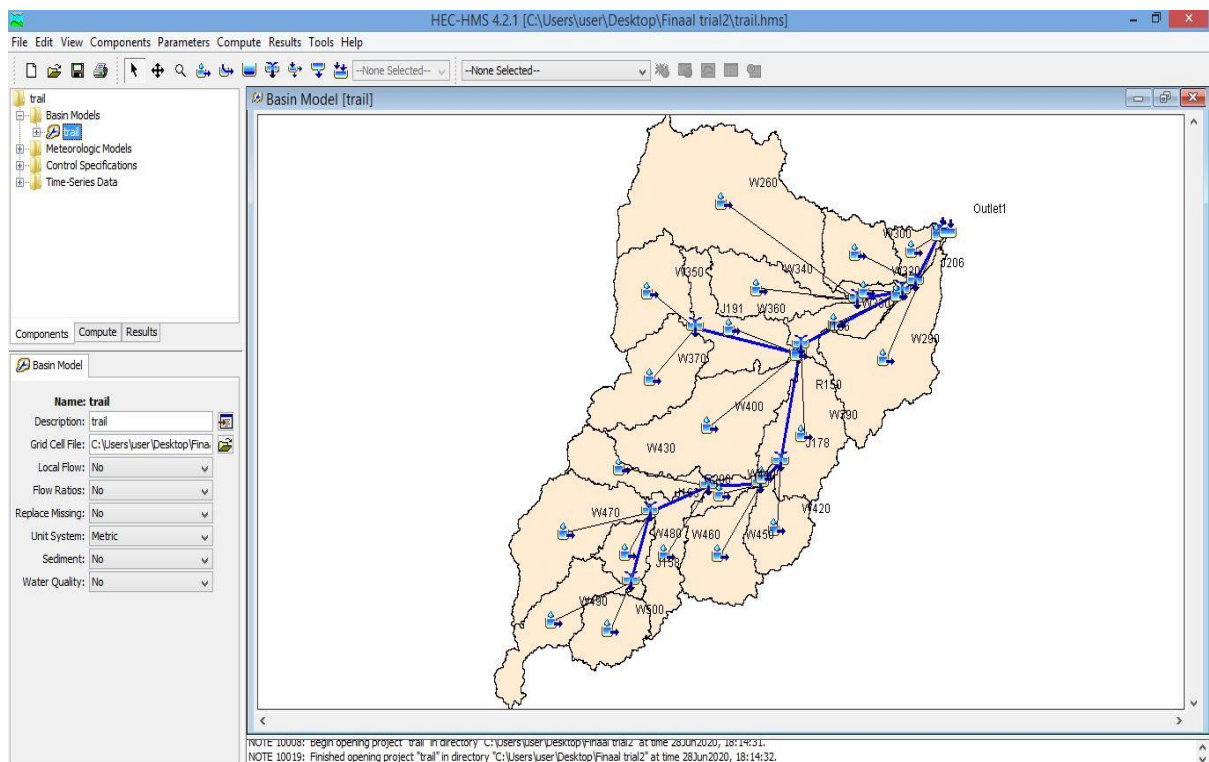 HEC-HMS 4.2.1 [C:\Users\user\Desktop\Finaal trial2\trail.hms]
File Edit View Components Parameters Compute Results Tools Help
--None Selected-- --None Selected--
trail
Basin Models
trail
Meteorologic Models
Control Specifications
Time-Series Data
Components Compute Results
Basin Model
Name: trail
Description: trail
Grid Cell File: C:\Users\user\Desktop\Fina
Local Flow: No
Flow Ratios: No
Replace Missing: No
Unit System: Metric
Sediment: No
Water Quality: No
Basin Model [trail]
W260
Outlet1
W300
J206
W340
W320
W350
J191 W360
W290
W370
R150
W400
W390
J178
W430
W470
W420
W480 W460 W450
J158
W490
W500
NOTE 10008: Begin opening project "trail" in directory "C:\Users\user\Desktop\Finaal trial2" at time 28Jun2020, 18:14:31.
NOTE 10019: Finished opening project "trail" in directory "C:\Users\user\Desktop\Finaal trial2" at time 28Jun2020, 18:14:32.